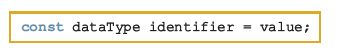 const dataType identifier = value;